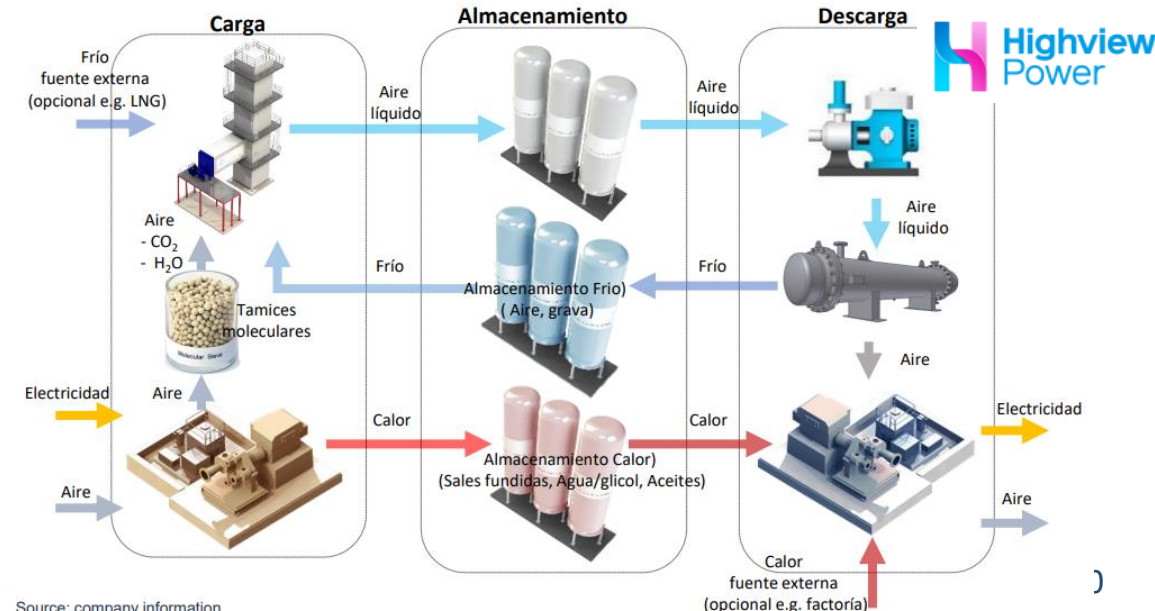 Carga
Almacenamiento
Descarga
Highview
Power
Frío
fuente externa
(opcional e.g. LNG)
Aire
líquido
Aire
líquido
Aire
líquido
Aire
- CO₂
- H₂O
Frío
Almacenamiento Frio)
( Aire, grava)
Frío
Tamices
moleculares
Molecular Sieve
Aire
Electricidad
Aire
Calor
Almacenamiento Calor)
(Sales fundidas, Agua/glicol, Aceites)
Calor
Aire
Electricidad
Aire
Calor
fuente externa
(opcional e.g. factoría)
Source: company information